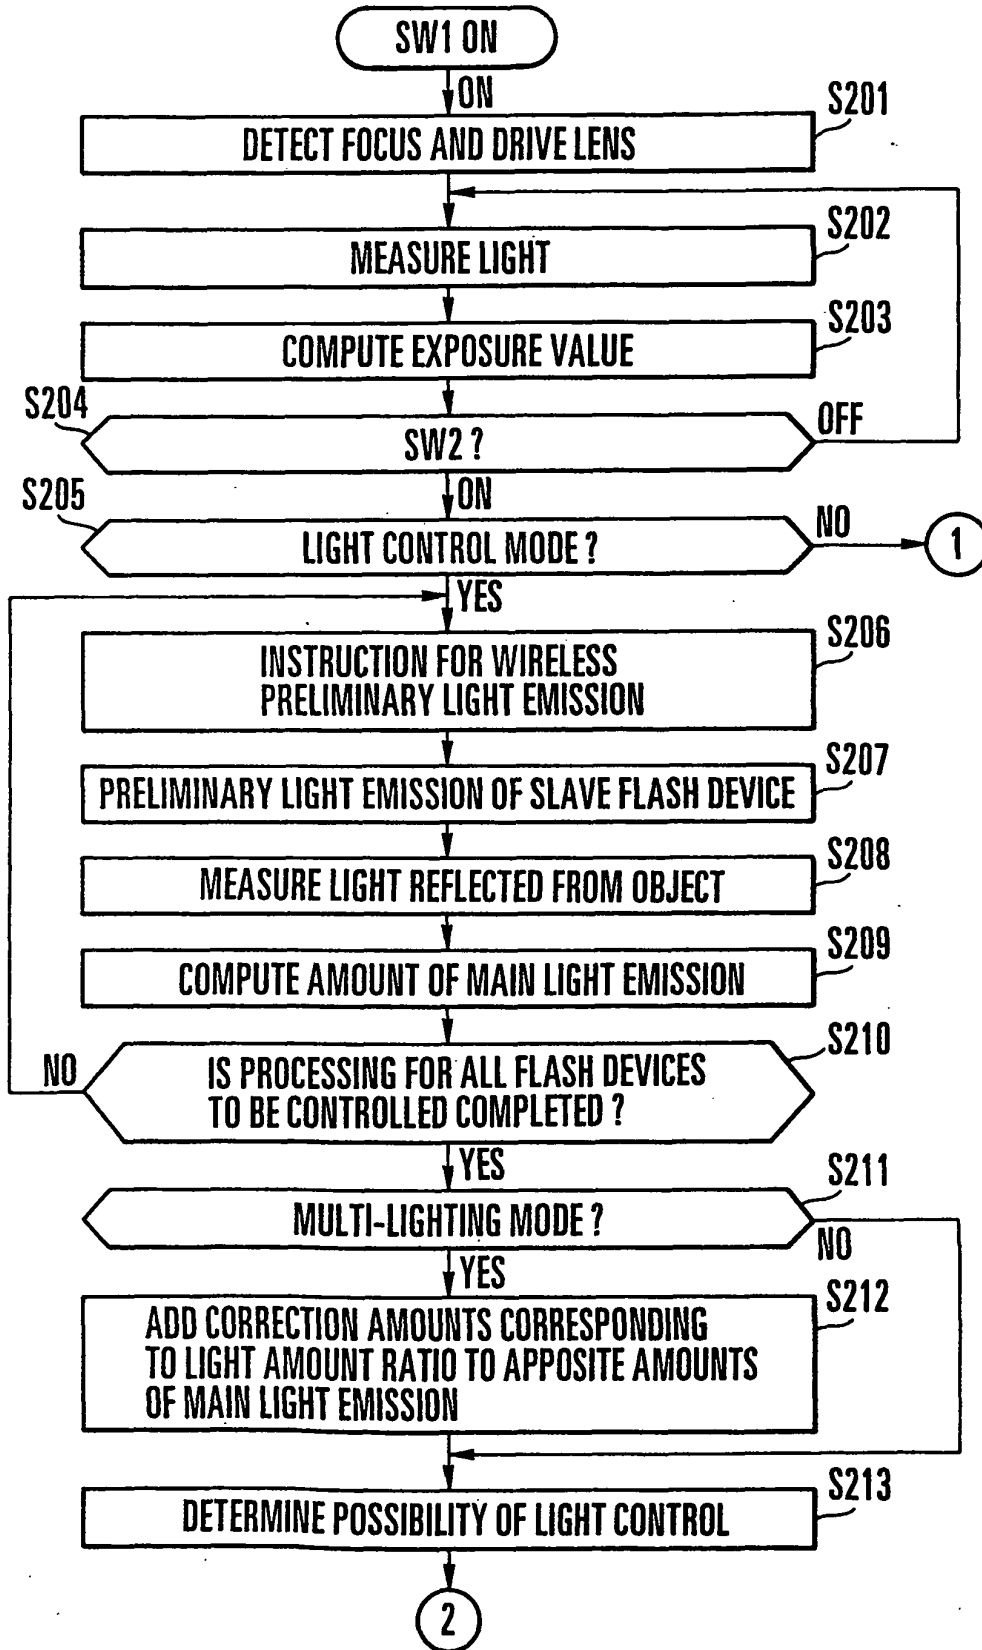 SW1 ON
ON
S201
DETECT FOCUS AND DRIVE LENS
S202
MEASURE LIGHT
S203
COMPUTE EXPOSURE VALUE
S204
SW2 ?
OFF
ON
S205
LIGHT CONTROL MODE ?
NO
1
YES
S206
INSTRUCTION FOR WIRELESS
PRELIMINARY LIGHT EMISSION
S207
PRELIMINARY LIGHT EMISSION OF SLAVE FLASH DEVICE
S208
MEASURE LIGHT REFLECTED FROM OBJECT
S209
COMPUTE AMOUNT OF MAIN LIGHT EMISSION
S210
NO
IS PROCESSING FOR ALL FLASH DEVICES
TO BE CONTROLLED COMPLETED ?
YES
S211
MULTI-LIGHTING MODE ?
NO
YES
S212
ADD CORRECTION AMOUNTS CORRESPONDING
TO LIGHT AMOUNT RATIO TO APPOSITE AMOUNTS
OF MAIN LIGHT EMISSION
S213
DETERMINE POSSIBILITY OF LIGHT CONTROL
2